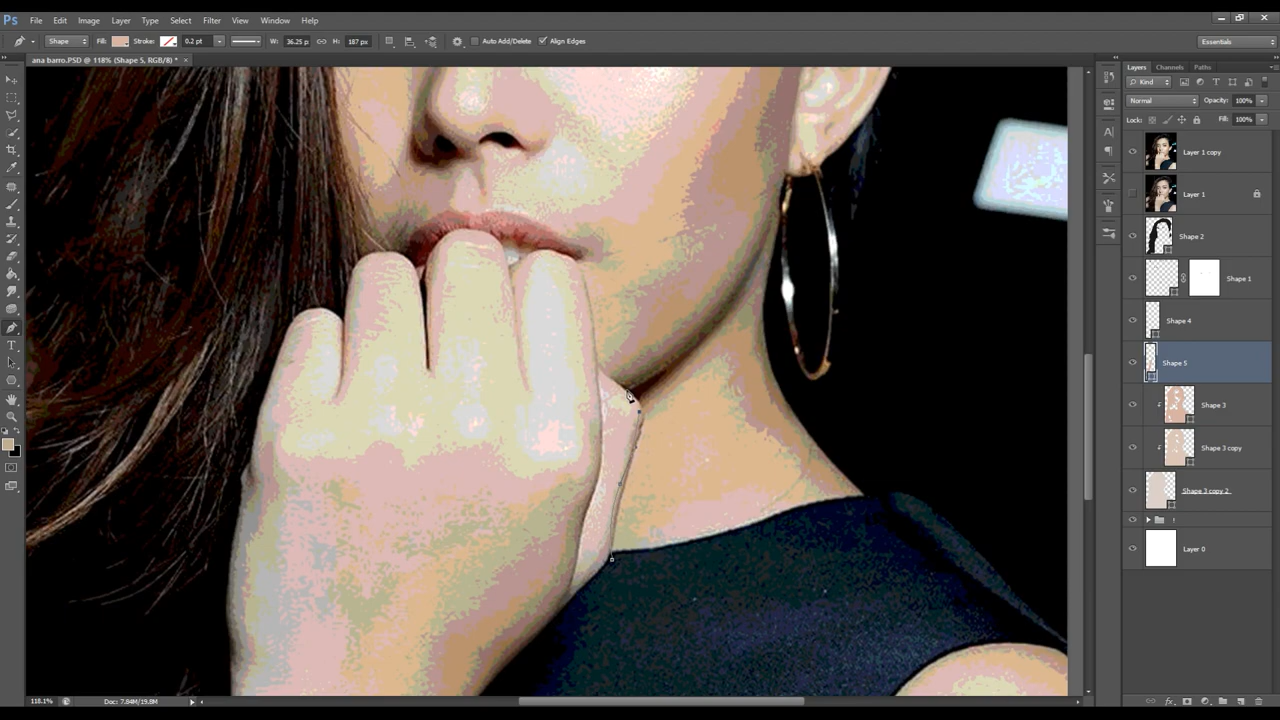 Ps File Edit Image Layer Type Select Filter View Window Help
Shape Fill: Stroke: 0.2 pt W: 36.25 p H: 187 px Auto Add/Delete Align Edges Essentials
ana barro.PSD @ 118% (Shape 5, RGB/8) * ×
Layers Channels Paths
Kind
Normal Opacity: 100%
Lock: Fill: 100%
Layer 1 copy
Layer 1
Shape 2
Shape 1
Shape 4
Shape 5
Shape 3
Shape 3 copy
Shape 3 copy 2
!
Layer 0
118.1% Doc: 7.84M/19.8M